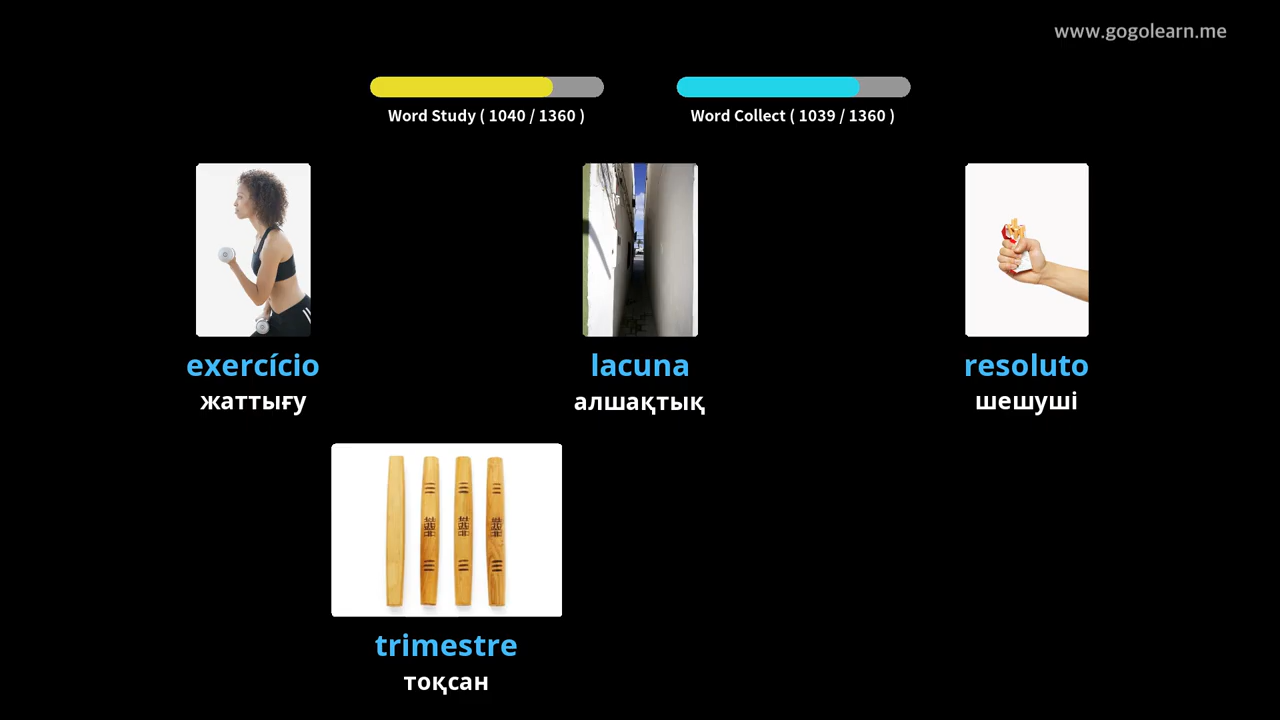 www.gogolearn.me
Word Study ( 1040 / 1360 )
Word Collect ( 1039 / 1360 )
exercício
жаттығу
lacuna
алшақтық
resoluto
шешуші
trimestre
тоқсан